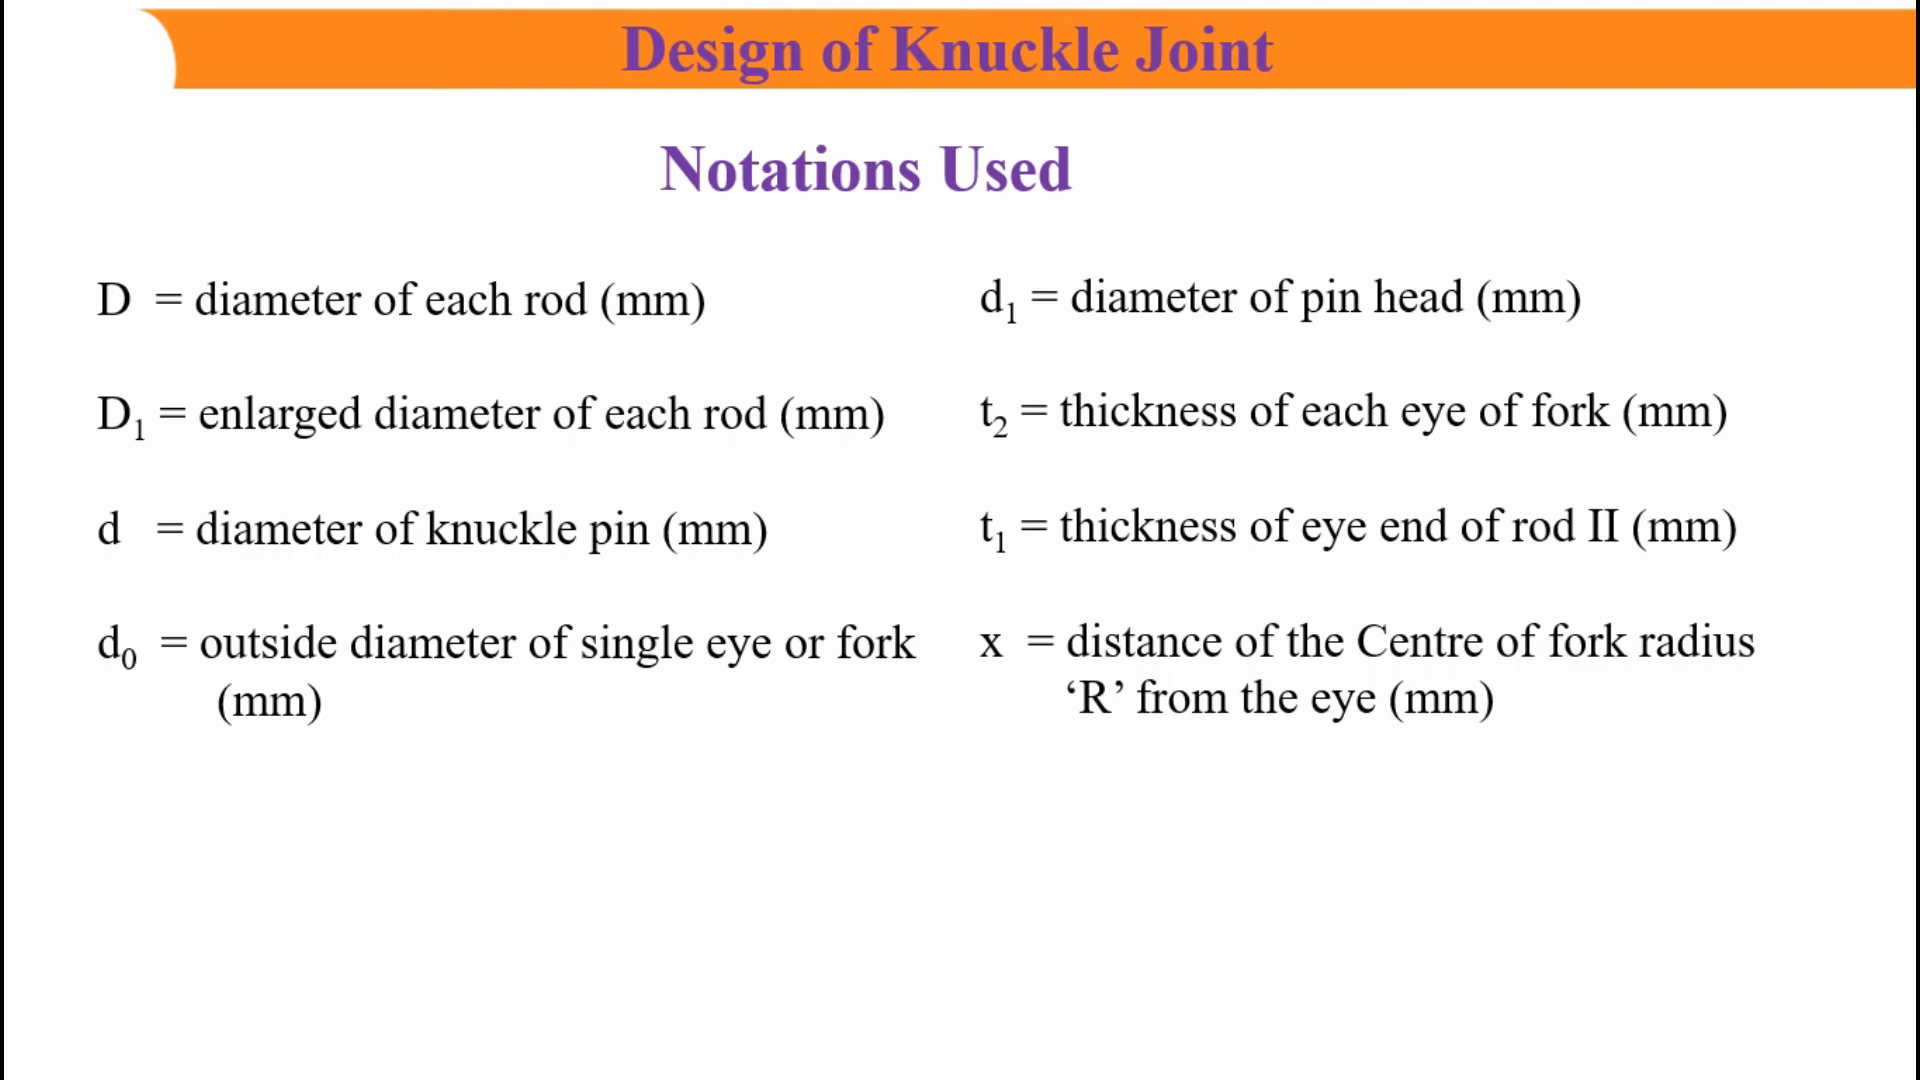 Design of Knuckle Joint
Notations Used
D = diameter of each rod (mm)
D₁ = enlarged diameter of each rod (mm)
d = diameter of knuckle pin (mm)
d₀ = outside diameter of single eye or fork
(mm)
d₁ = diameter of pin head (mm)
t₂ = thickness of each eye of fork (mm)
t₁ = thickness of eye end of rod II (mm)
x = distance of the Centre of fork radius
‘R’ from the eye (mm)